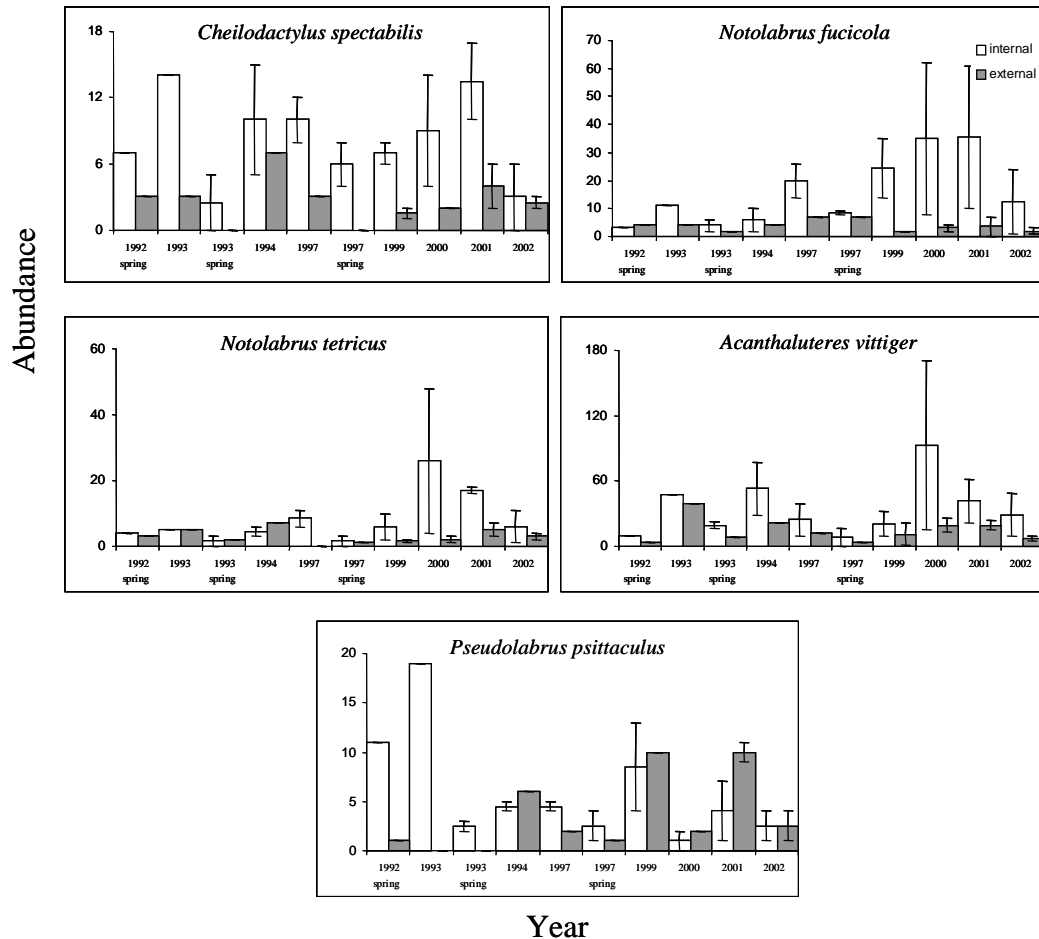 Cheilodactylus spectabilis
18
12
6
0
1992 1993 1993 1994 1997 1997 1999 2000 2001 2002
spring spring spring
Notolabrus fucicola
internal
external
70
60
50
40
30
20
10
0
1992 1993 1993 1994 1997 1997 1999 2000 2001 2002
spring spring spring
Abundance
Notolabrus tetricus
60
40
20
0
1992 1993 1993 1994 1997 1997 1999 2000 2001 2002
spring spring spring
Acanthaluteres vittiger
180
120
60
0
1992 1993 1993 1994 1997 1997 1999 2000 2001 2002
spring spring spring
Pseudolabrus psittaculus
20
15
10
5
0
1992 1993 1993 1994 1997 1997 1999 2000 2001 2002
spring spring spring
Year